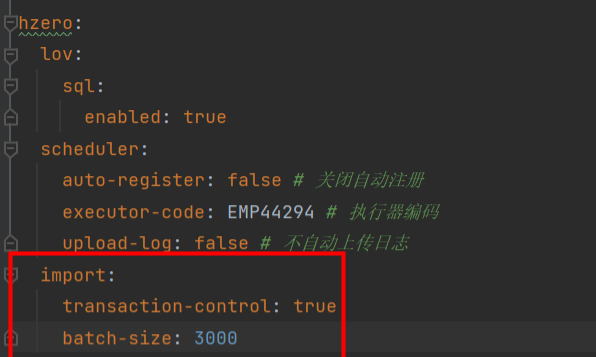 hzero:
lov:
sql:
enabled: true
scheduler:
auto-register: false # 关闭自动注册
executor-code: EMP44294 # 执行器编码
upload-log: false # 不自动上传日志
import:
transaction-control: true
batch-size: 3000